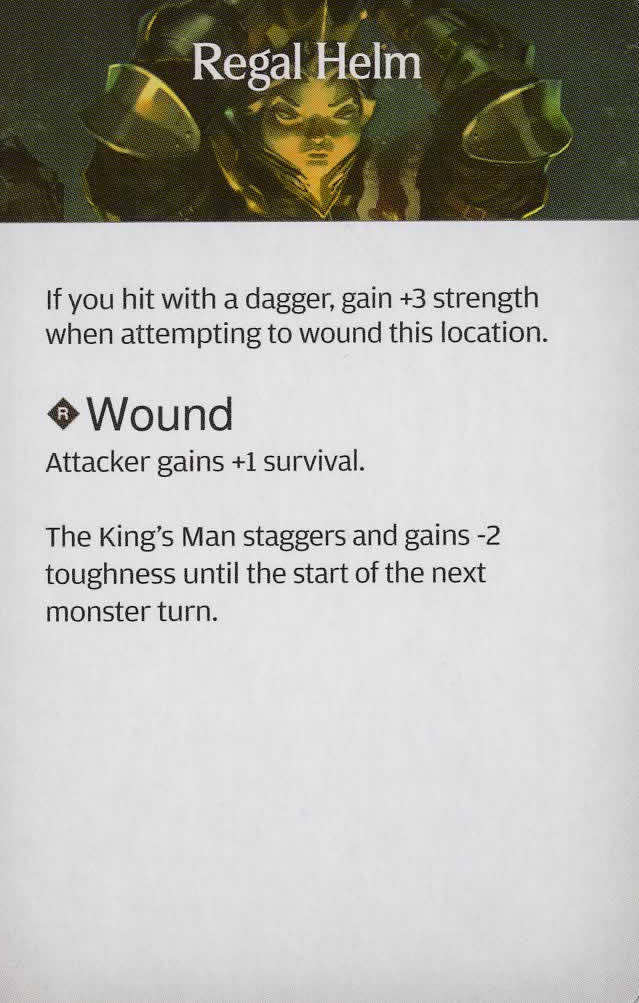 Regal Helm
If you hit with a dagger, gain +3 strength
when attempting to wound this location.
R Wound
Attacker gains +1 survival.
The King's Man staggers and gains -2
toughness until the start of the next
monster turn.